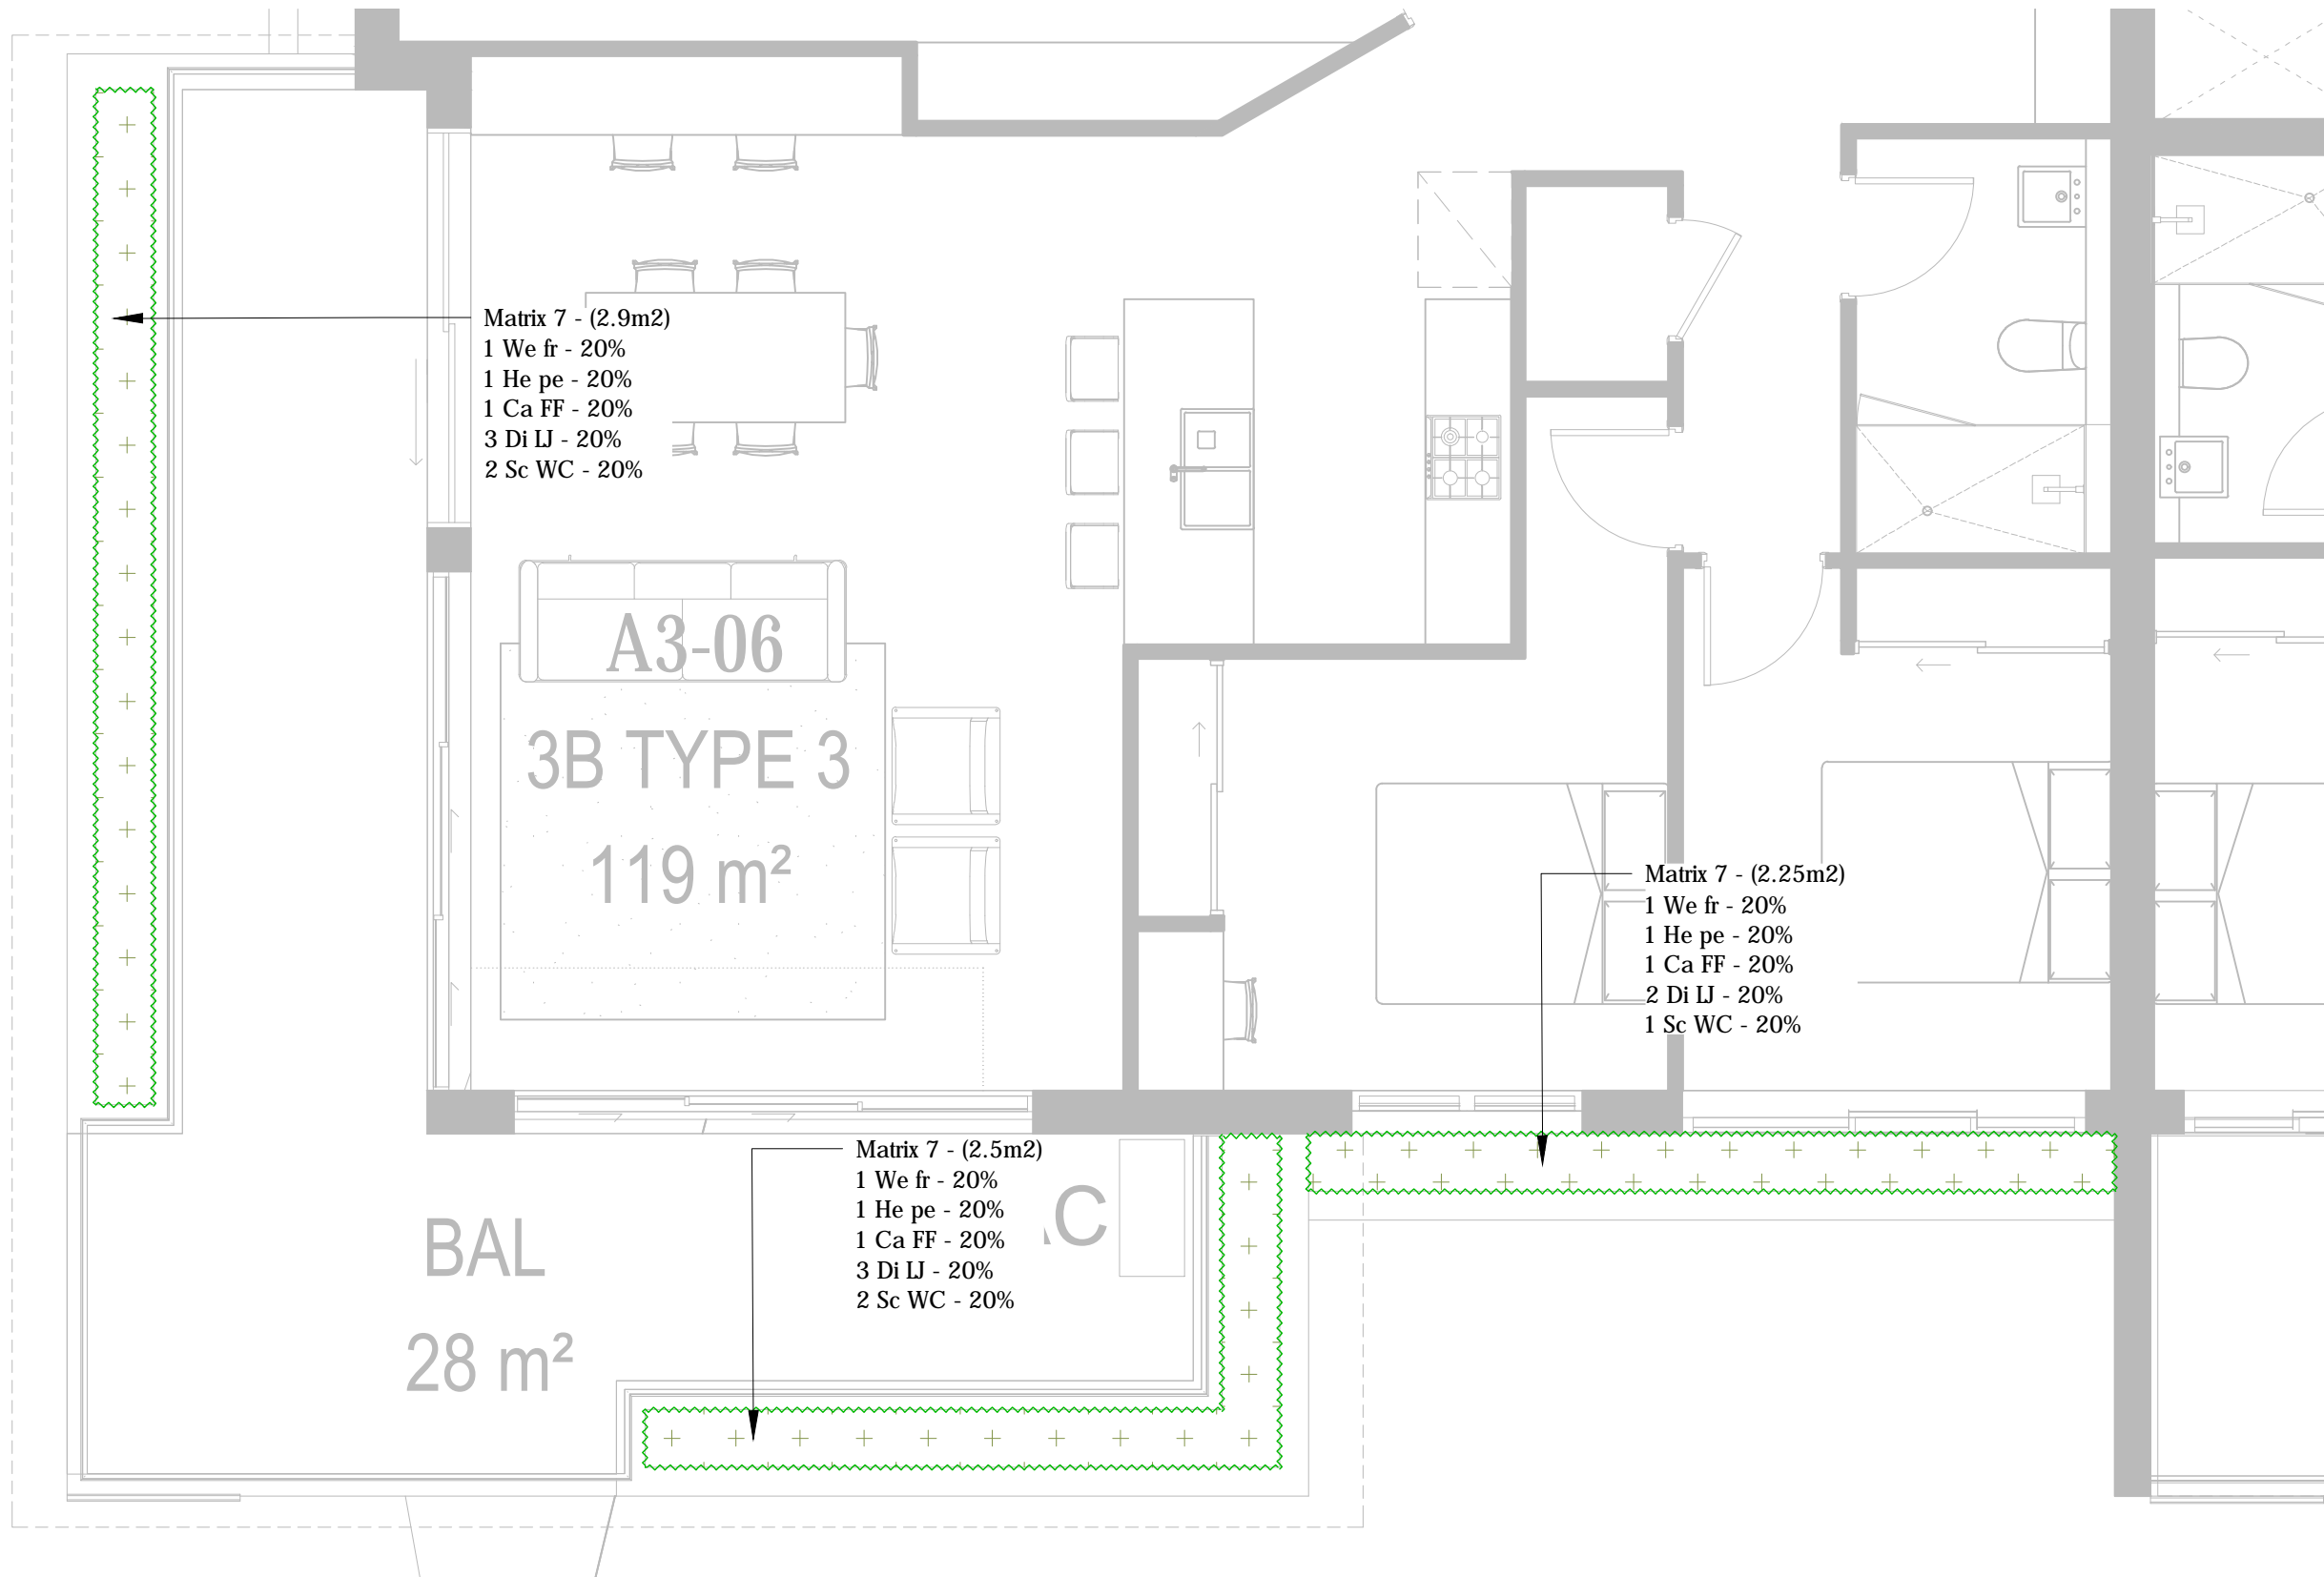 Matrix 7 - (2.9m2)
1 We fr - 20%
1 He pe - 20%
1 Ca FF - 20%
3 Di LJ - 20%
2 Sc WC - 20%
A3-06
3B TYPE 3
119 m²
Matrix 7 - (2.25m2)
1 We fr - 20%
1 He pe - 20%
1 Ca FF - 20%
2 Di LJ - 20%
1 Sc WC - 20%
Matrix 7 - (2.5m2)
1 We fr - 20%
1 He pe - 20%
1 Ca FF - 20%
3 Di LJ - 20%
2 Sc WC - 20%
BAL
28 m²